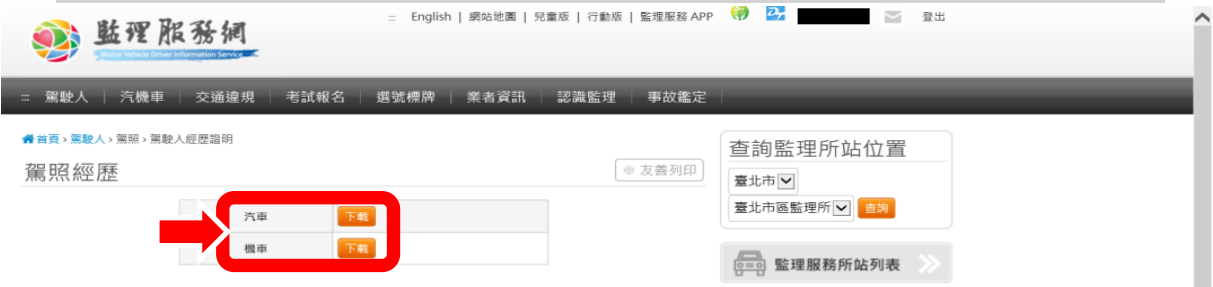 ::: English | 網站地圖 | 兒童版 | 行動版 | 監理服務 APP 登出
監理服務網
Motor Vehicle Driver Information Service
::: 駕駛人 | 汽機車 | 交通違規 | 考試報名 | 選號標牌 | 業者資訊 | 認識監理 | 事故鑑定 |
首頁 › 駕駛人 › 駕照 › 駕駛人經歷證明
駕照經歷
友善列印
汽車 下載
機車 下載
查詢監理所站位置
臺北市
臺北市區監理所 查詢
監理服務所站列表